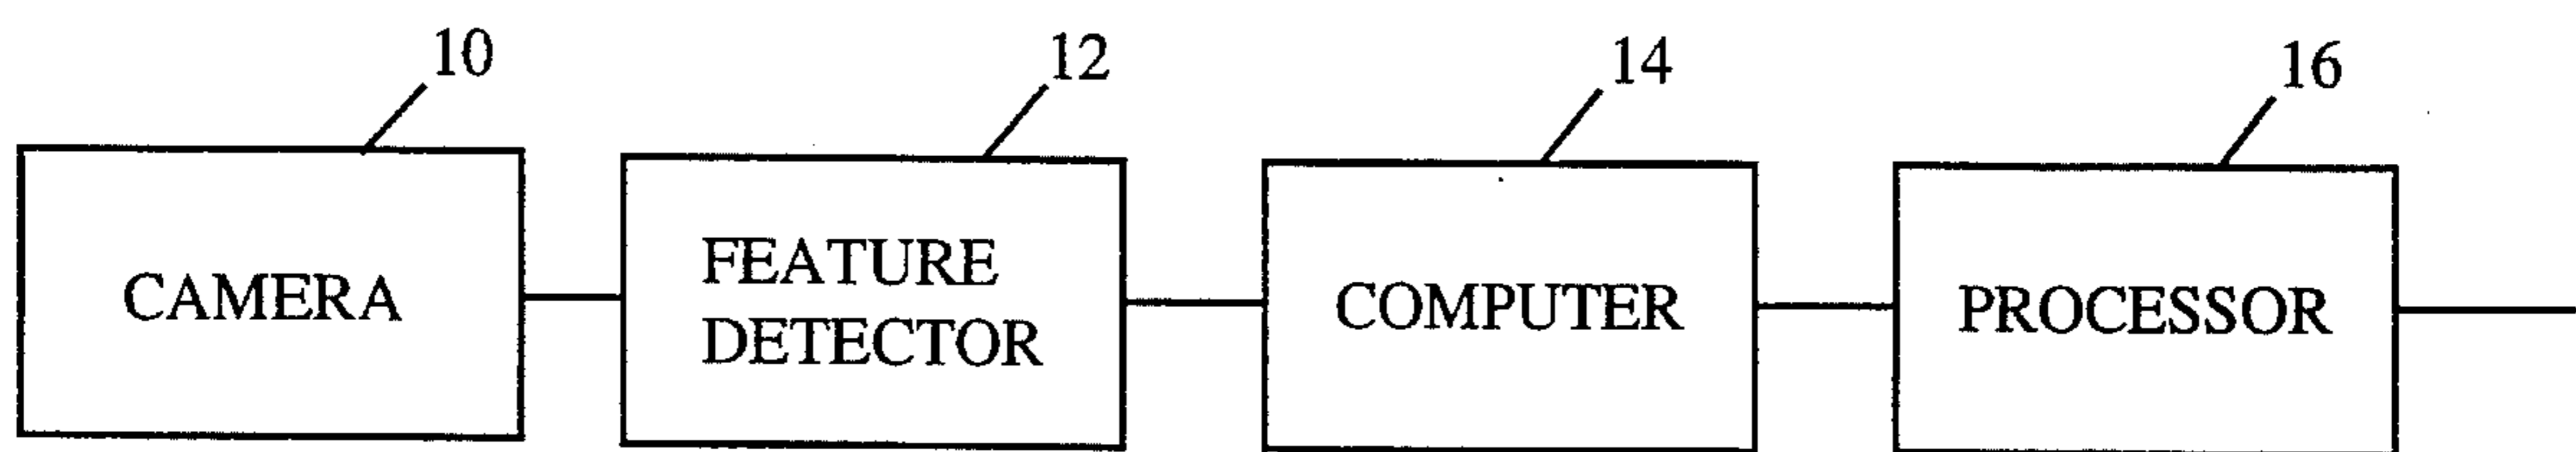 10
12
14
16
CAMERA
FEATURE
DETECTOR
COMPUTER
PROCESSOR